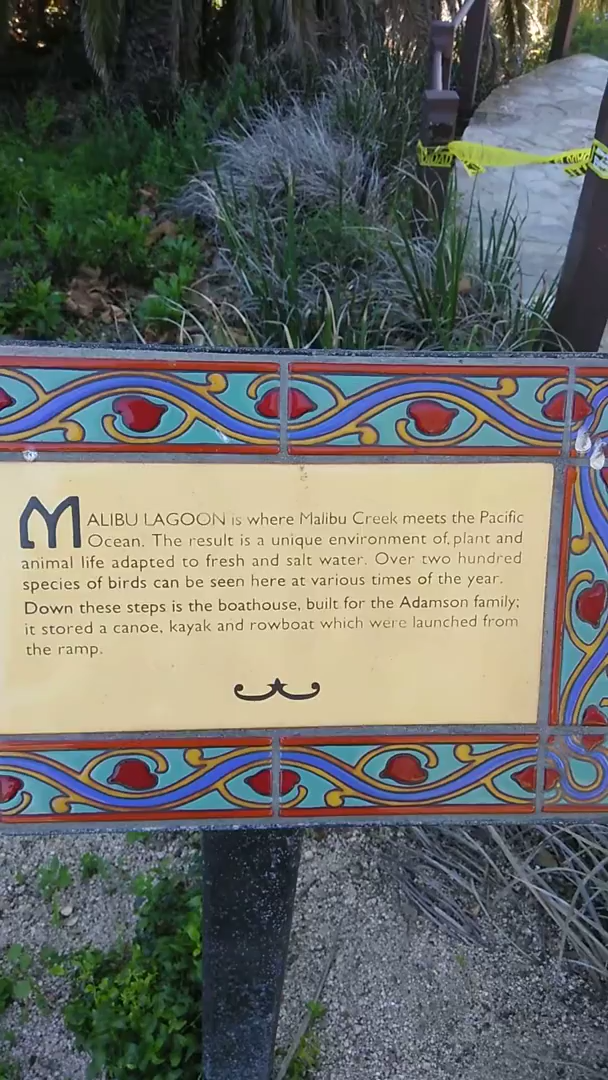 MALIBU LAGOON is where Malibu Creek meets the Pacific
Ocean. The result is a unique environment of, plant and
animal life adapted to fresh and salt water. Over two hundred
species of birds can be seen here at various times of the year.
Down these steps is the boathouse, built for the Adamson family;
it stored a canoe, kayak and rowboat which were launched from
the ramp.